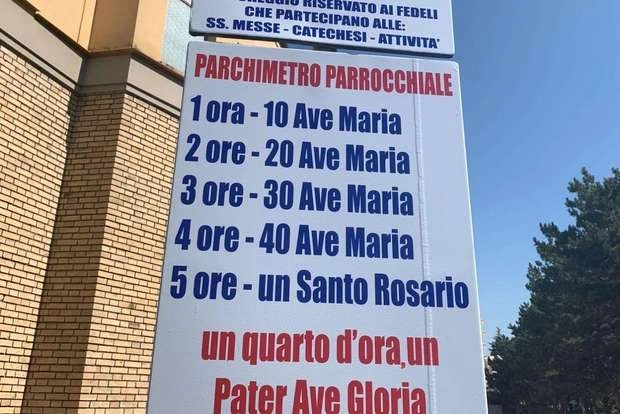 RISERVATO AI FEDELI
CHE PARTECIPANO ALLE:
SS. MESSE - CATECHESI - ATTIVITA'
PARCHIMETRO PARROCCHIALE
1 ora - 10 Ave Maria
2 ore - 20 Ave Maria
3 ore - 30 Ave Maria
4 ore - 40 Ave Maria
5 ore - un Santo Rosario
un quarto d'ora,un
Pater Ave Gloria